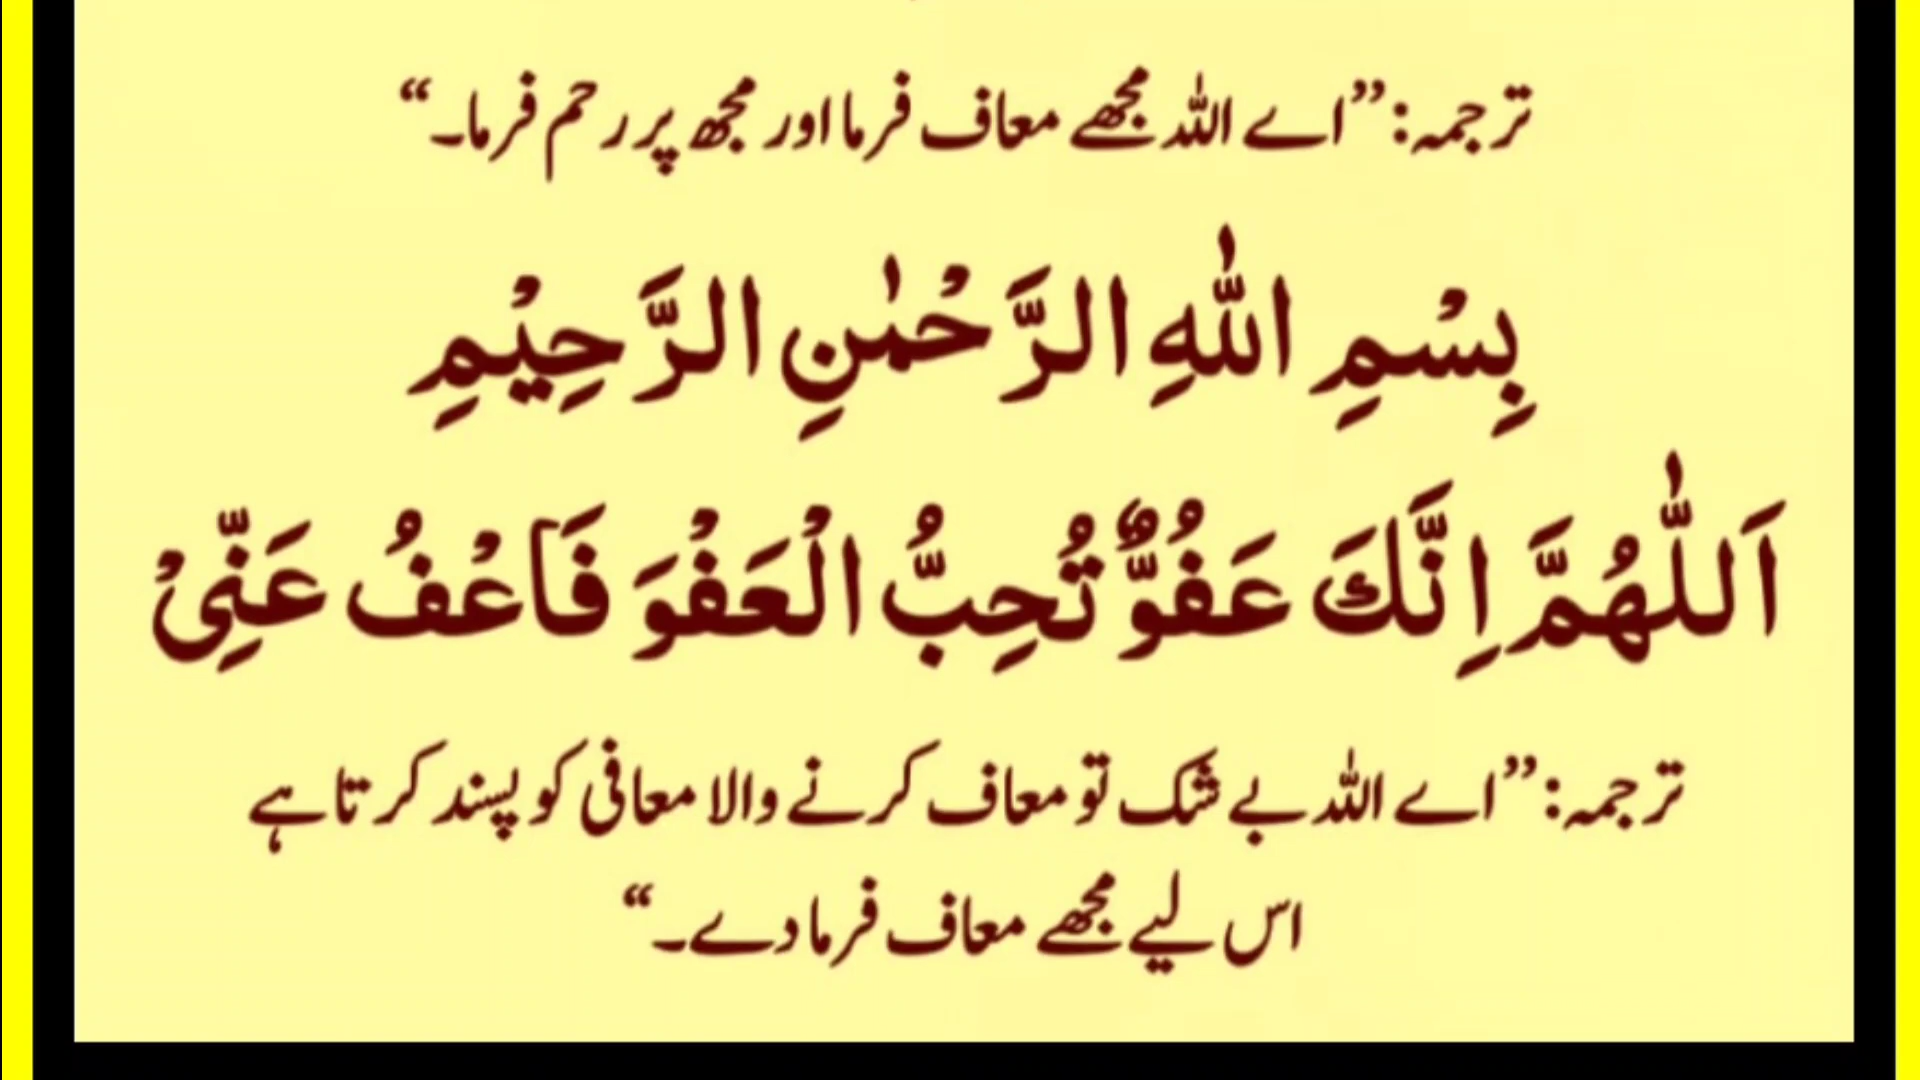 ترجمہ: ”اے اللہ مجھے معاف فرما اور مجھ پر رحم فرما۔“
بِسْمِ اللّٰهِ الرَّحْمٰنِ الرَّحِيْمِ
اَللّٰهُمَّ اِنَّكَ عَفُوٌّ تُحِبُّ الْعَفْوَ فَاعْفُ عَنِّیْ
ترجمہ: ”اے اللہ بے شک تو معاف کرنے والا معافی کو پسند کرتا ہے
اس لیے مجھے معاف فرما دے۔“